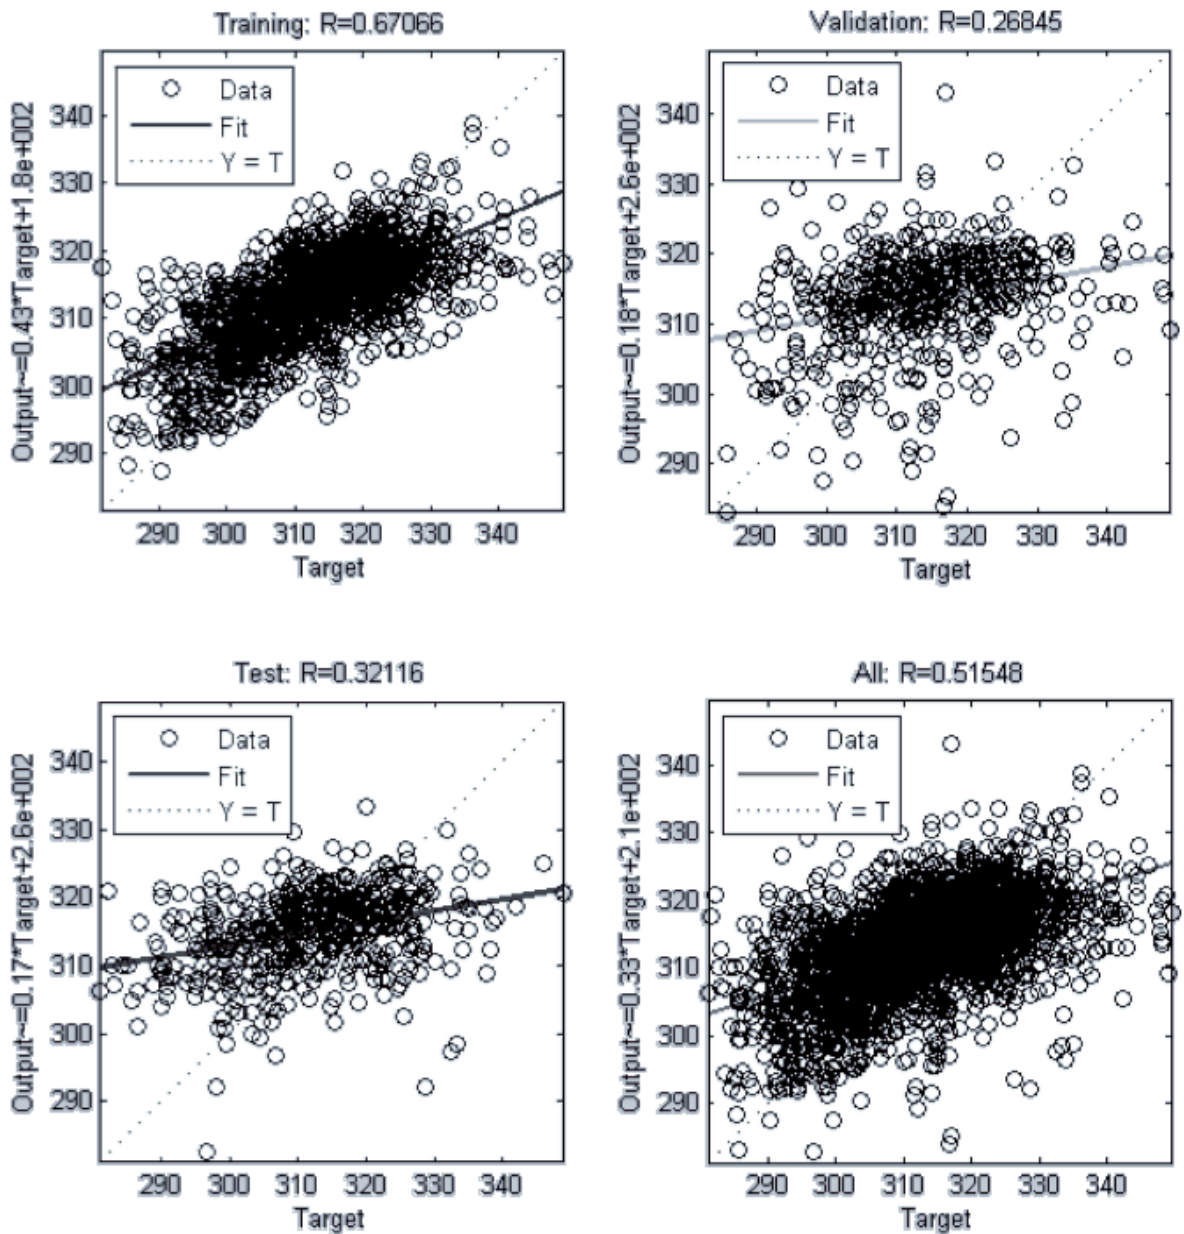 Training: R=0.67066
Data
Fit
Y = T
Output~=0.43*Target+1.8e+002
340
330
320
310
300
290
290 300 310 320 330 340
Target
Validation: R=0.26845
Data
Fit
Y = T
Output~=0.18*Target+2.6e+002
340
330
320
310
300
290
290 300 310 320 330 340
Target
Test: R=0.32116
Data
Fit
Y = T
Output~=0.17*Target+2.6e+002
340
330
320
310
300
290
290 300 310 320 330 340
Target
All: R=0.51548
Data
Fit
Y = T
Output~=0.33*Target+2.1e+002
340
330
320
310
300
290
290 300 310 320 330 340
Target